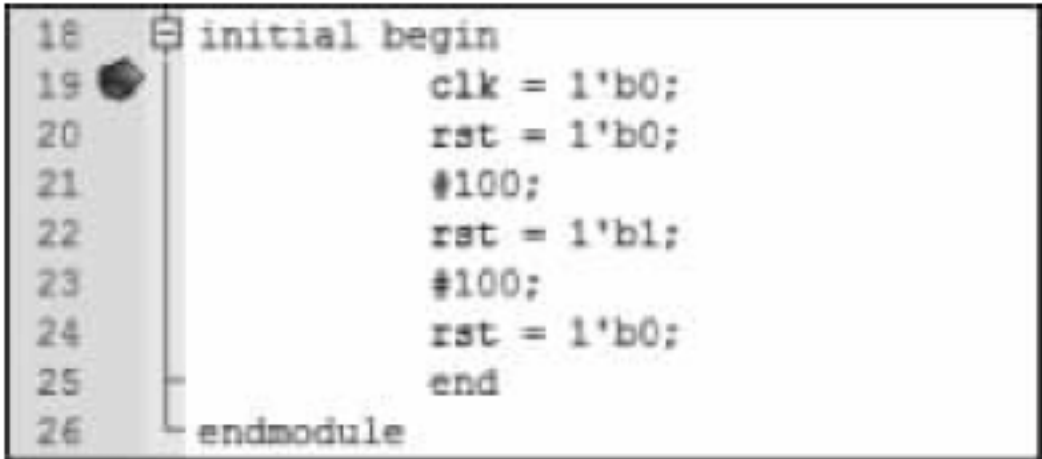 18 initial begin
19 clk = 1'b0;
20 rst = 1'b0;
21 #100;
22 rst = 1'b1;
23 #100;
24 rst = 1'b0;
25 end
26 endmodule